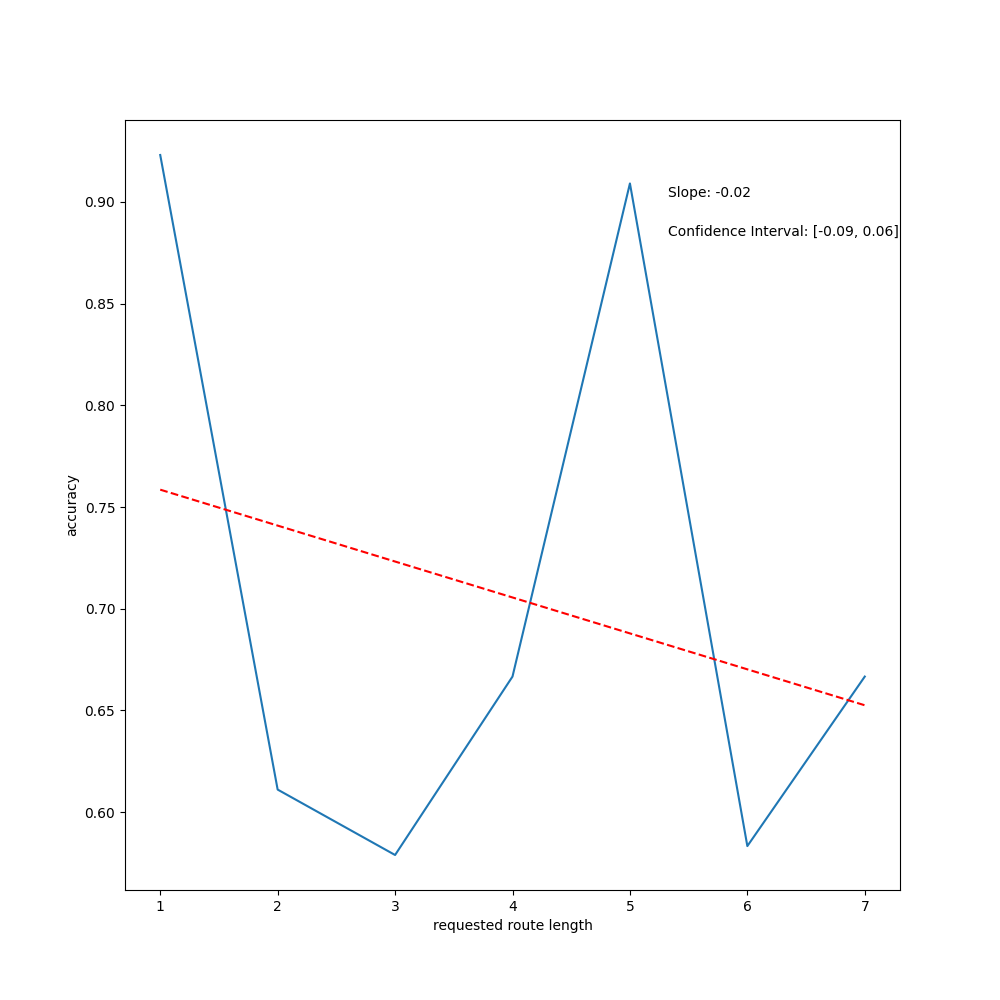 Slope: -0.02
Confidence Interval: [-0.09, 0.06]
0.90
0.85
0.80
0.75
0.70
0.65
0.60
accuracy
1 2 3 4 5 6 7
requested route length